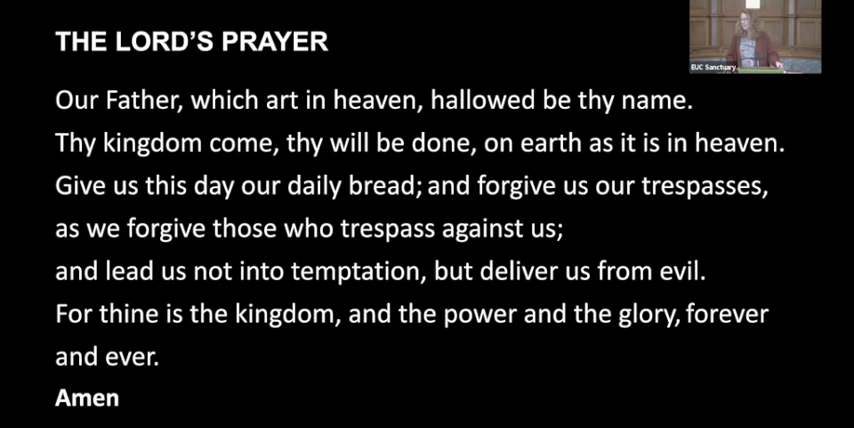 THE LORD'S PRAYER
EUC Sanctuary
Our Father, which art in heaven, hallowed be thy name.
Thy kingdom come, thy will be done, on earth as it is in heaven.
Give us this day our daily bread; and forgive us our trespasses,
as we forgive those who trespass against us;
and lead us not into temptation, but deliver us from evil.
For thine is the kingdom, and the power and the glory, forever
and ever.
Amen